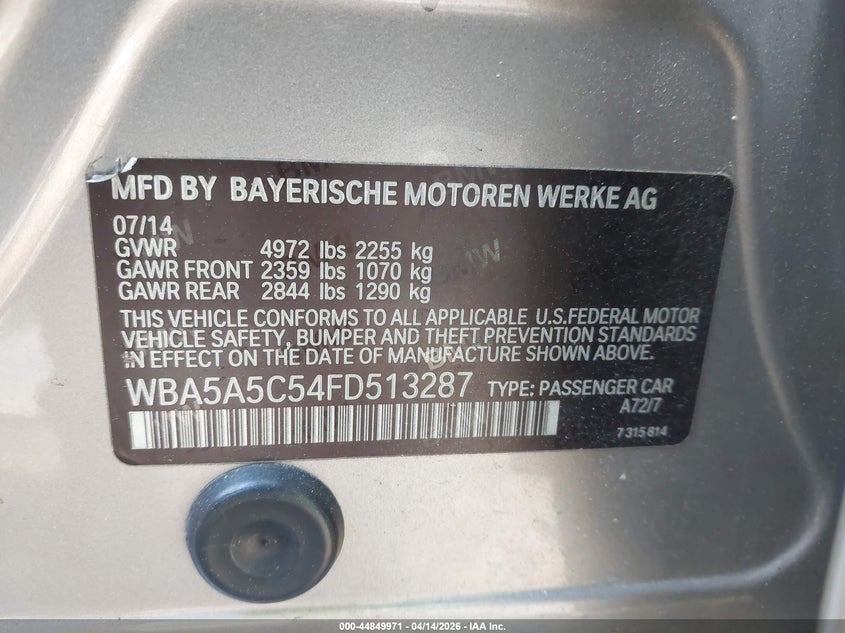 MFD BY BAYERISCHE MOTOREN WERKE AG
07/14
GVWR 4972 lbs 2255 kg
GAWR FRONT 2359 lbs 1070 kg
GAWR REAR 2844 lbs 1290 kg
THIS VEHICLE CONFORMS TO ALL APPLICABLE U.S.FEDERAL MOTOR
VEHICLE SAFETY, BUMPER AND THEFT PREVENTION STANDARDS
IN EFFECT ON THE DATE OF MANUFACTURE SHOWN ABOVE.
WBA5A5C54FD513287 TYPE: PASSENGER CAR
A72/7
7 315 814
000-44849971 - 04/14/2026 - IAA Inc.